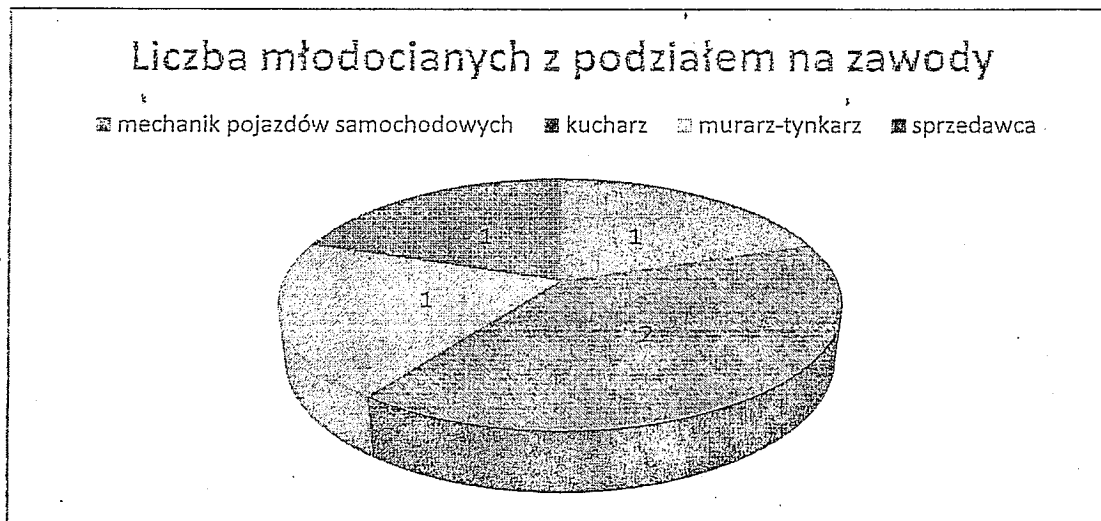 Liczba młodocianych z podziałem na zawody
mechanik pojazdów samochodowych kucharz murarz-tynkarz sprzedawca
1 1
1
2